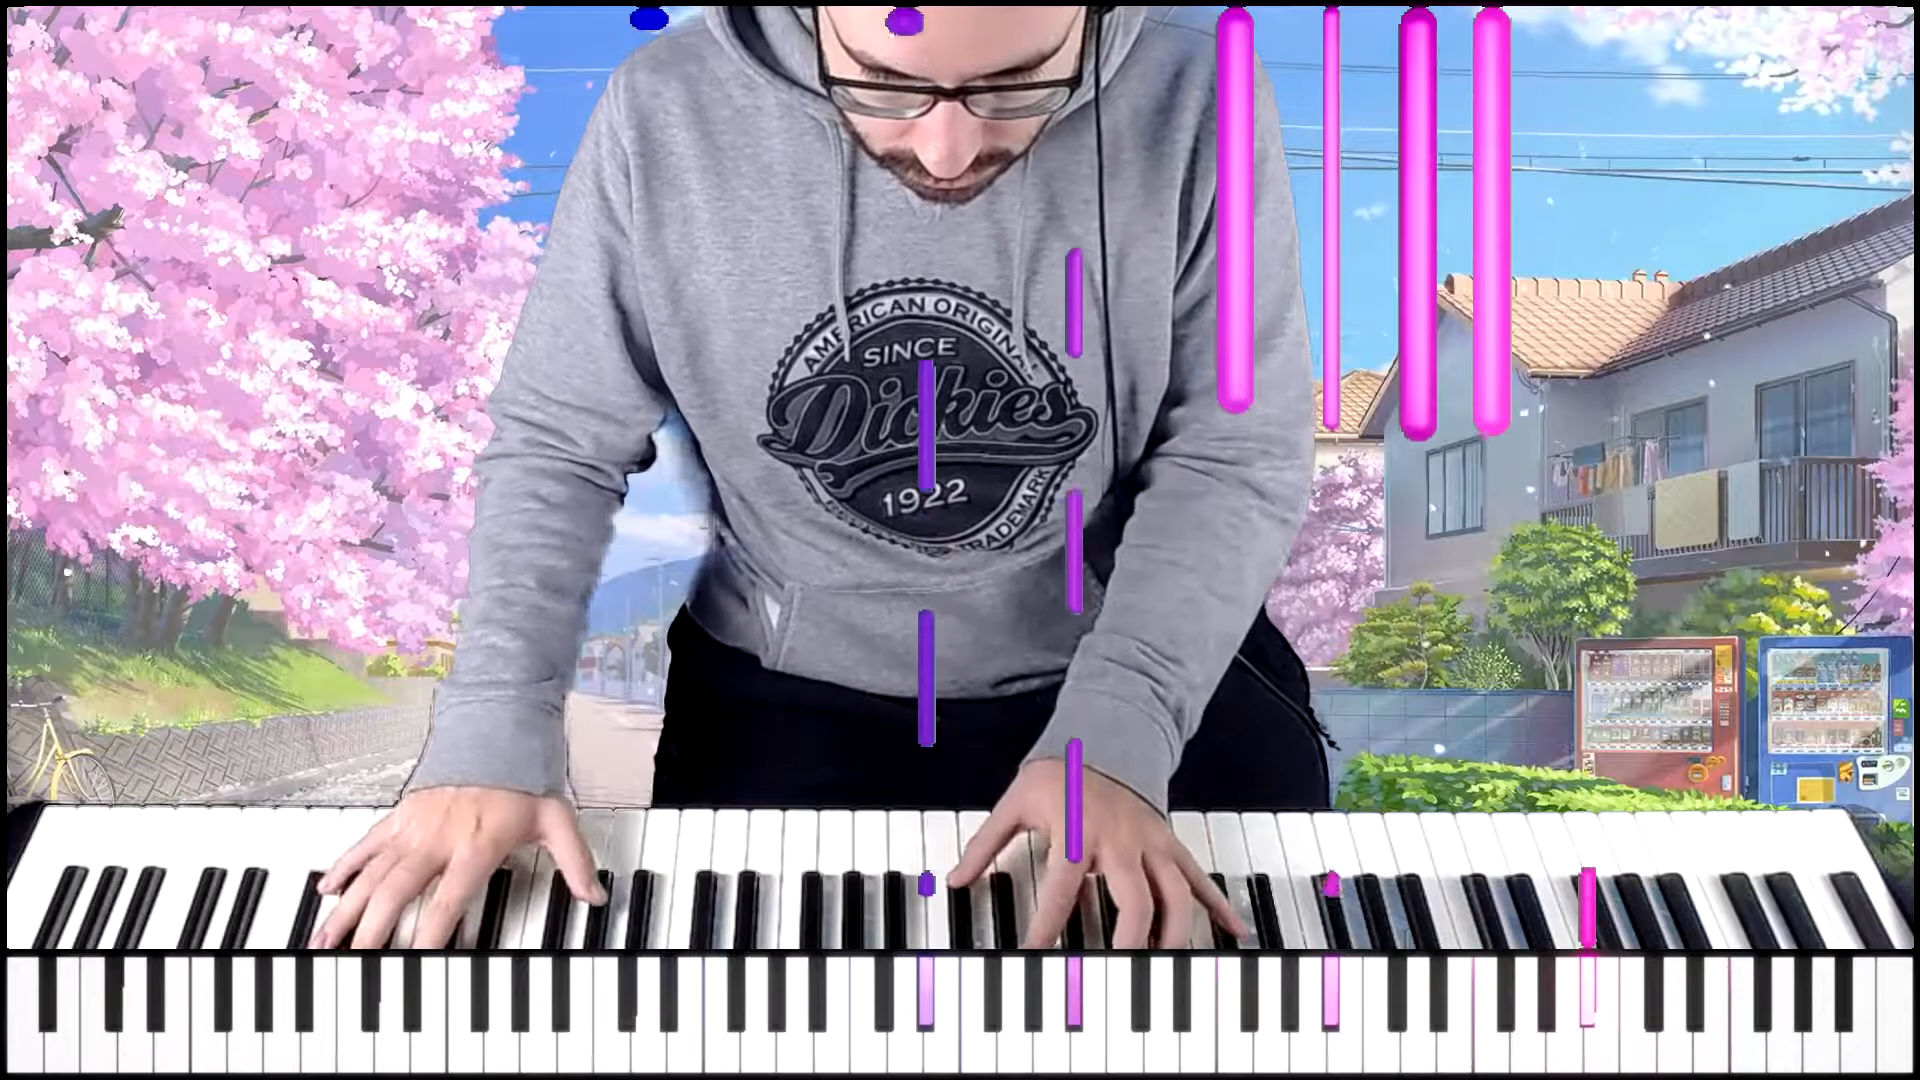 AMERICAN ORIGINAL
SINCE
Dickies
1922
TRADEMARK